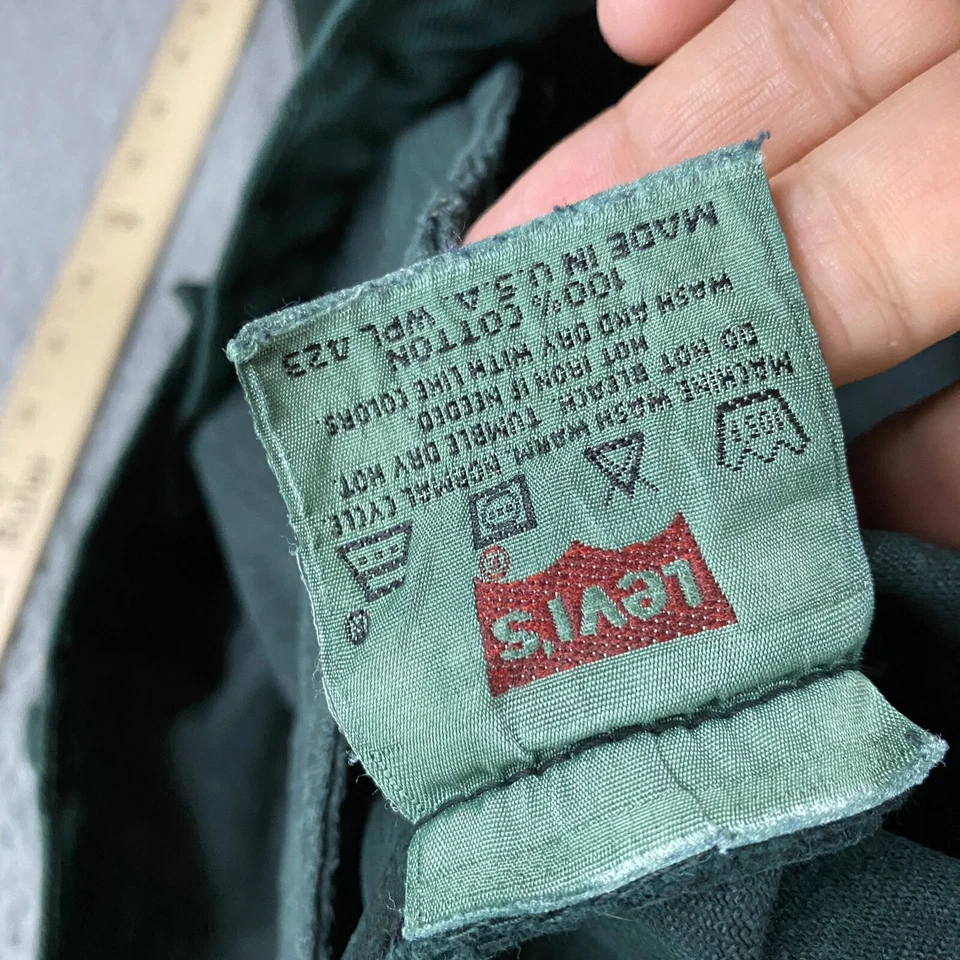 LEVI'S®
®
MACHINE WASH WARM, NORMAL CYCLE.
DO NOT BLEACH. TUMBLE DRY HOT.
HOT IRON IF NEEDED
WASH AND DRY WITH LIKE COLORS.
100% COTTON
MADE IN U.S.A. WPL 423